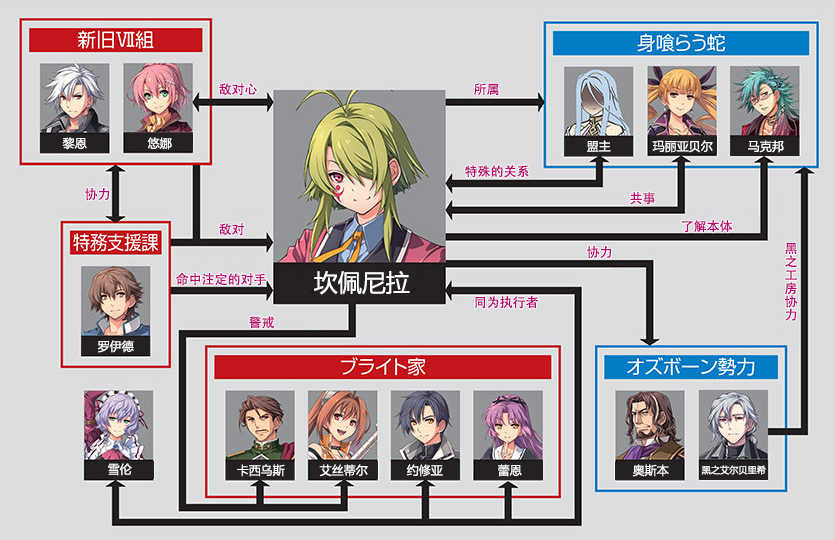 新旧Ⅶ組
身喰らう蛇
黎恩
悠娜
敌对心
所属
盟主
玛丽亚贝尔
马克邦
特殊的关系
协力
共事
特務支援課
敌对
了解本体
协力
黑之工房协力
罗伊德
命中注定的对手
坎佩尼拉
同为执行者
警戒
ブライト家
オズボーン勢力
雪伦
卡西乌斯
艾丝蒂尔
约修亚
蕾恩
奥斯本
黑之艾尔贝里希